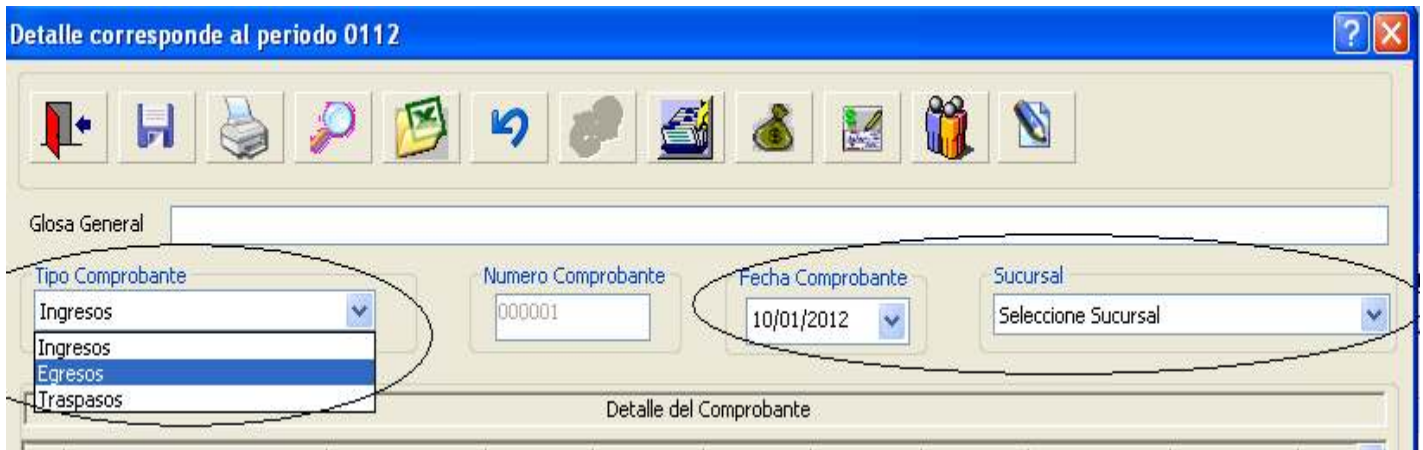 Detalle corresponde al periodo 0112
Glosa General
Tipo Comprobante
Numero Comprobante
Fecha Comprobante
Sucursal
Ingresos
000001
10/01/2012
Seleccione Sucursal
Ingresos
Egresos
Traspasos
Detalle del Comprobante